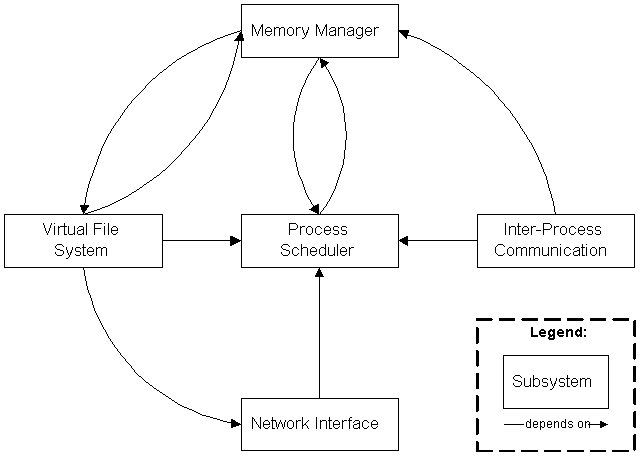 Memory Manager
Virtual File
System
Process
Scheduler
Inter-Process
Communication
Network Interface
Legend:
Subsystem
depends on